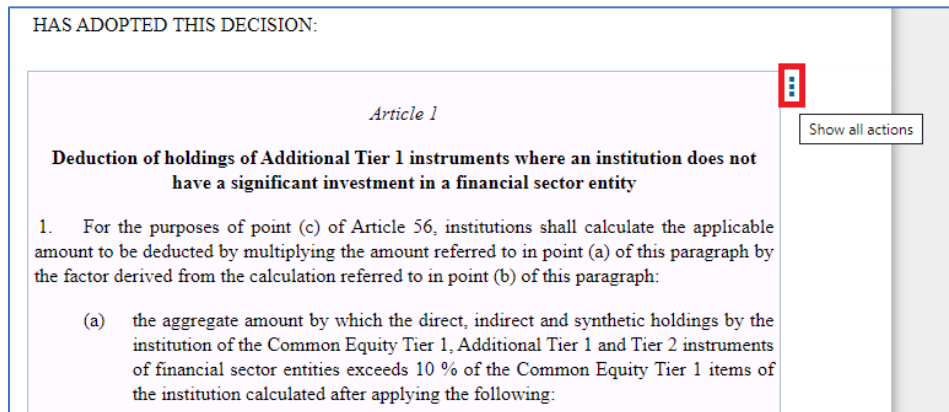 HAS ADOPTED THIS DECISION:
Article 1
Show all actions
Deduction of holdings of Additional Tier 1 instruments where an institution does not
have a significant investment in a financial sector entity
1. For the purposes of point (c) of Article 56, institutions shall calculate the applicable
amount to be deducted by multiplying the amount referred to in point (a) of this paragraph by
the factor derived from the calculation referred to in point (b) of this paragraph:
(a) the aggregate amount by which the direct, indirect and synthetic holdings by the
institution of the Common Equity Tier 1, Additional Tier 1 and Tier 2 instruments
of financial sector entities exceeds 10 % of the Common Equity Tier 1 items of
the institution calculated after applying the following: